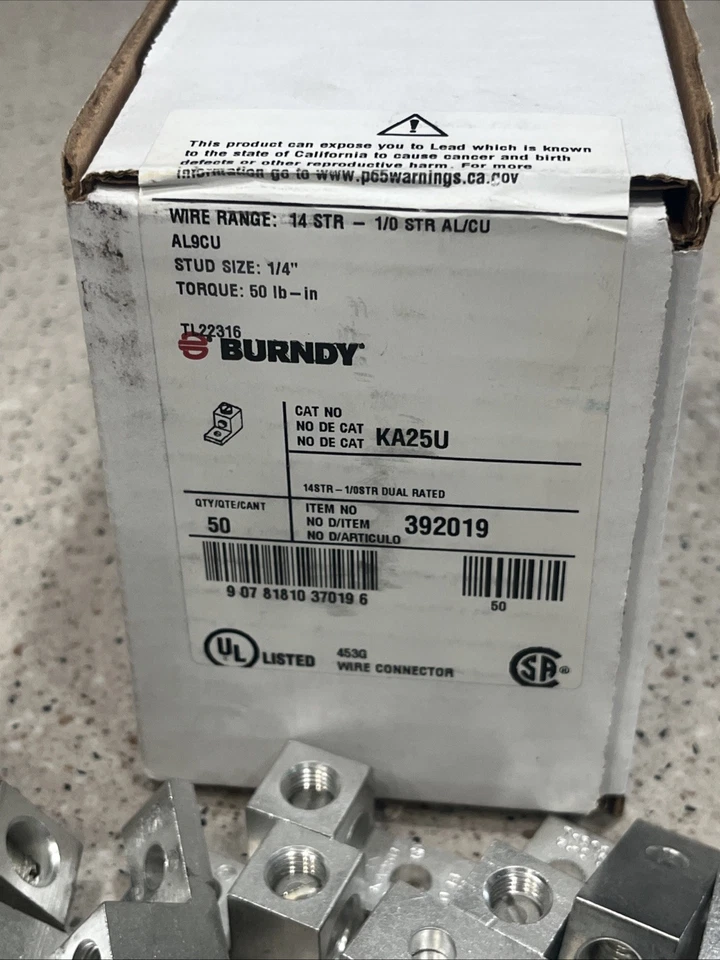 This product can expose you to Lead which is known
to the state of California to cause cancer and birth
defects or other reproductive harm. For more
information go to www.p65warnings.ca.gov
WIRE RANGE: 14 STR - 1/0 STR AL/CU
AL9CU
STUD SIZE: 1/4"
TORQUE: 50 lb-in
TL22316
BURNDY
CAT NO
NO DE CAT
NO DE CAT KA25U
14STR - 1/0STR DUAL RATED
QTY/QTE/CANT
50
ITEM NO
NO D/ITEM 392019
NO D/ARTICULO
9 07 81810 37019 6
50
UL LISTED
453G
WIRE CONNECTOR
SA ®